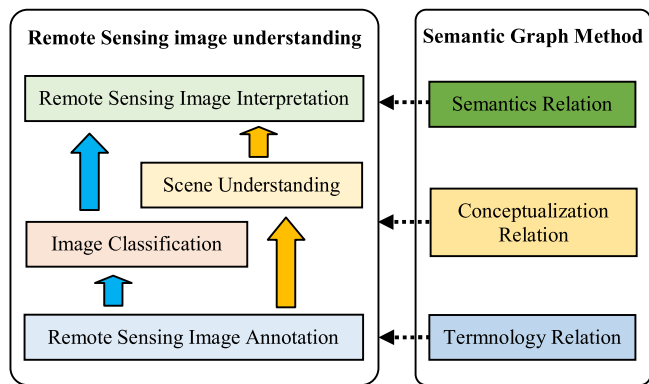 Remote Sensing image understanding
Remote Sensing Image Interpretation
Scene Understanding
Image Classification
Remote Sensing Image Annotation
Semantic Graph Method
Semantics Relation
Conceptualization
Relation
Termnology Relation